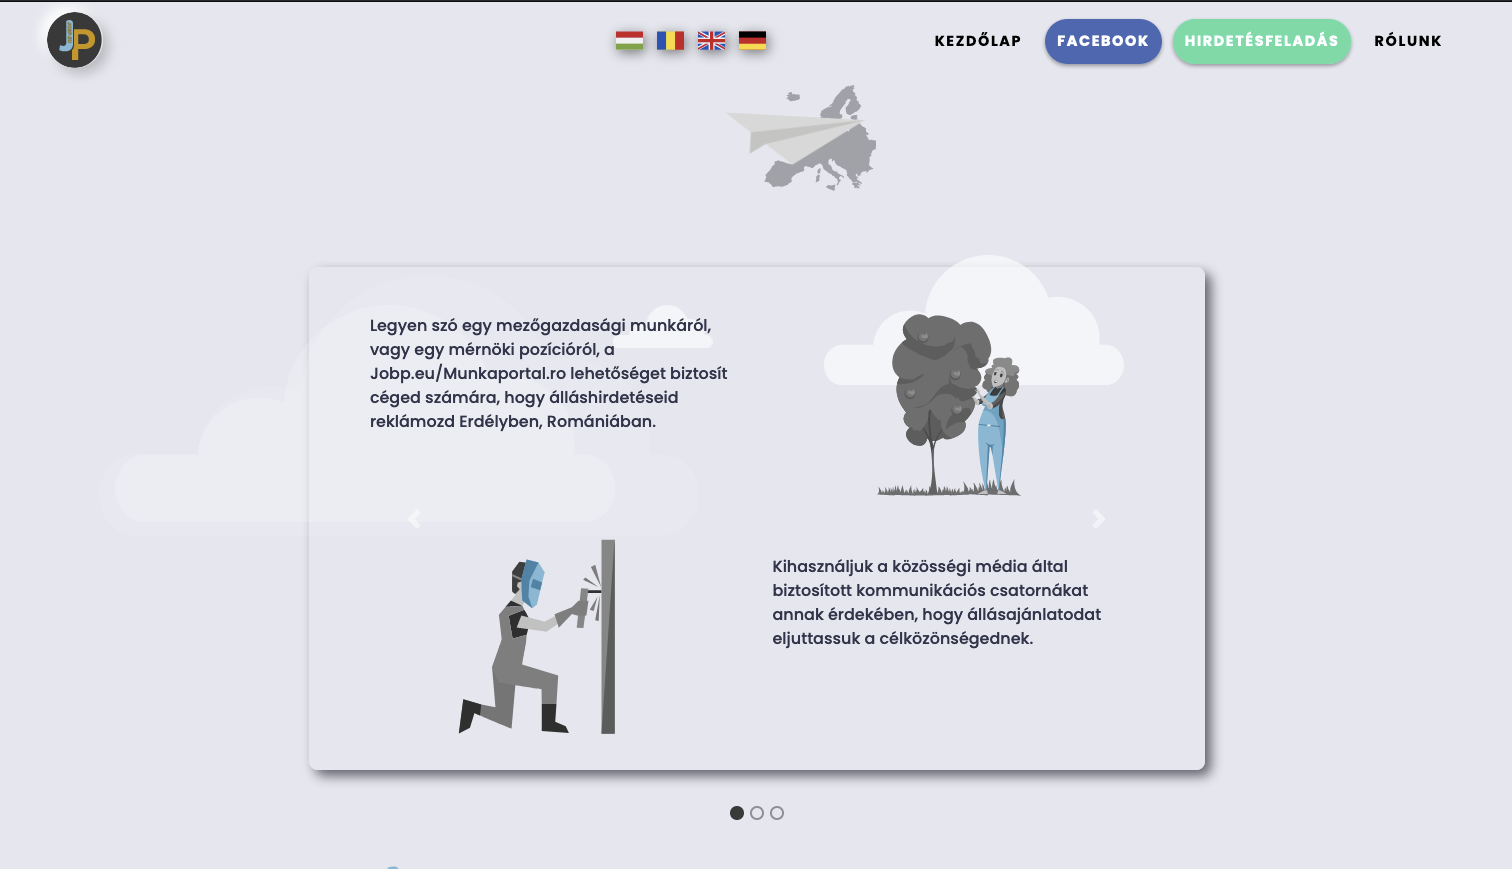 JP
KEZDŐLAP
FACEBOOK
HIRDETÉSFELADÁS
RÓLUNK
Legyen szó egy mezőgazdasági munkáról,
vagy egy mérnöki pozícióról, a
Jobp.eu/Munkaportal.ro lehetőséget biztosít
céged számára, hogy álláshirdetéseid
reklámozd Erdélyben, Romániában.
Kihasználjuk a közösségi média által
biztosított kommunikációs csatornákat
annak érdekében, hogy állásajánlatodat
eljuttassuk a célközönségednek.